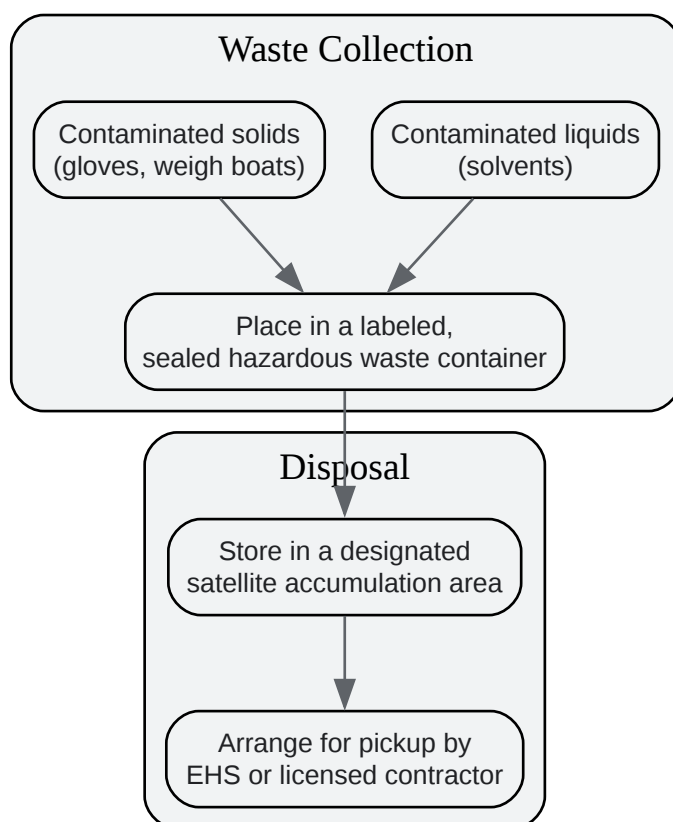 Waste Collection
Contaminated solids
(gloves, weigh boats)
Contaminated liquids
(solvents)
Place in a labeled,
sealed hazardous waste container
Disposal
Store in a designated
satellite accumulation area
Arrange for pickup by
EHS or licensed contractor